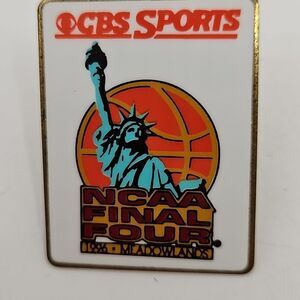 CBS SPORTS
NCAA
FINAL
FOUR
1996 • MEADOWLANDS